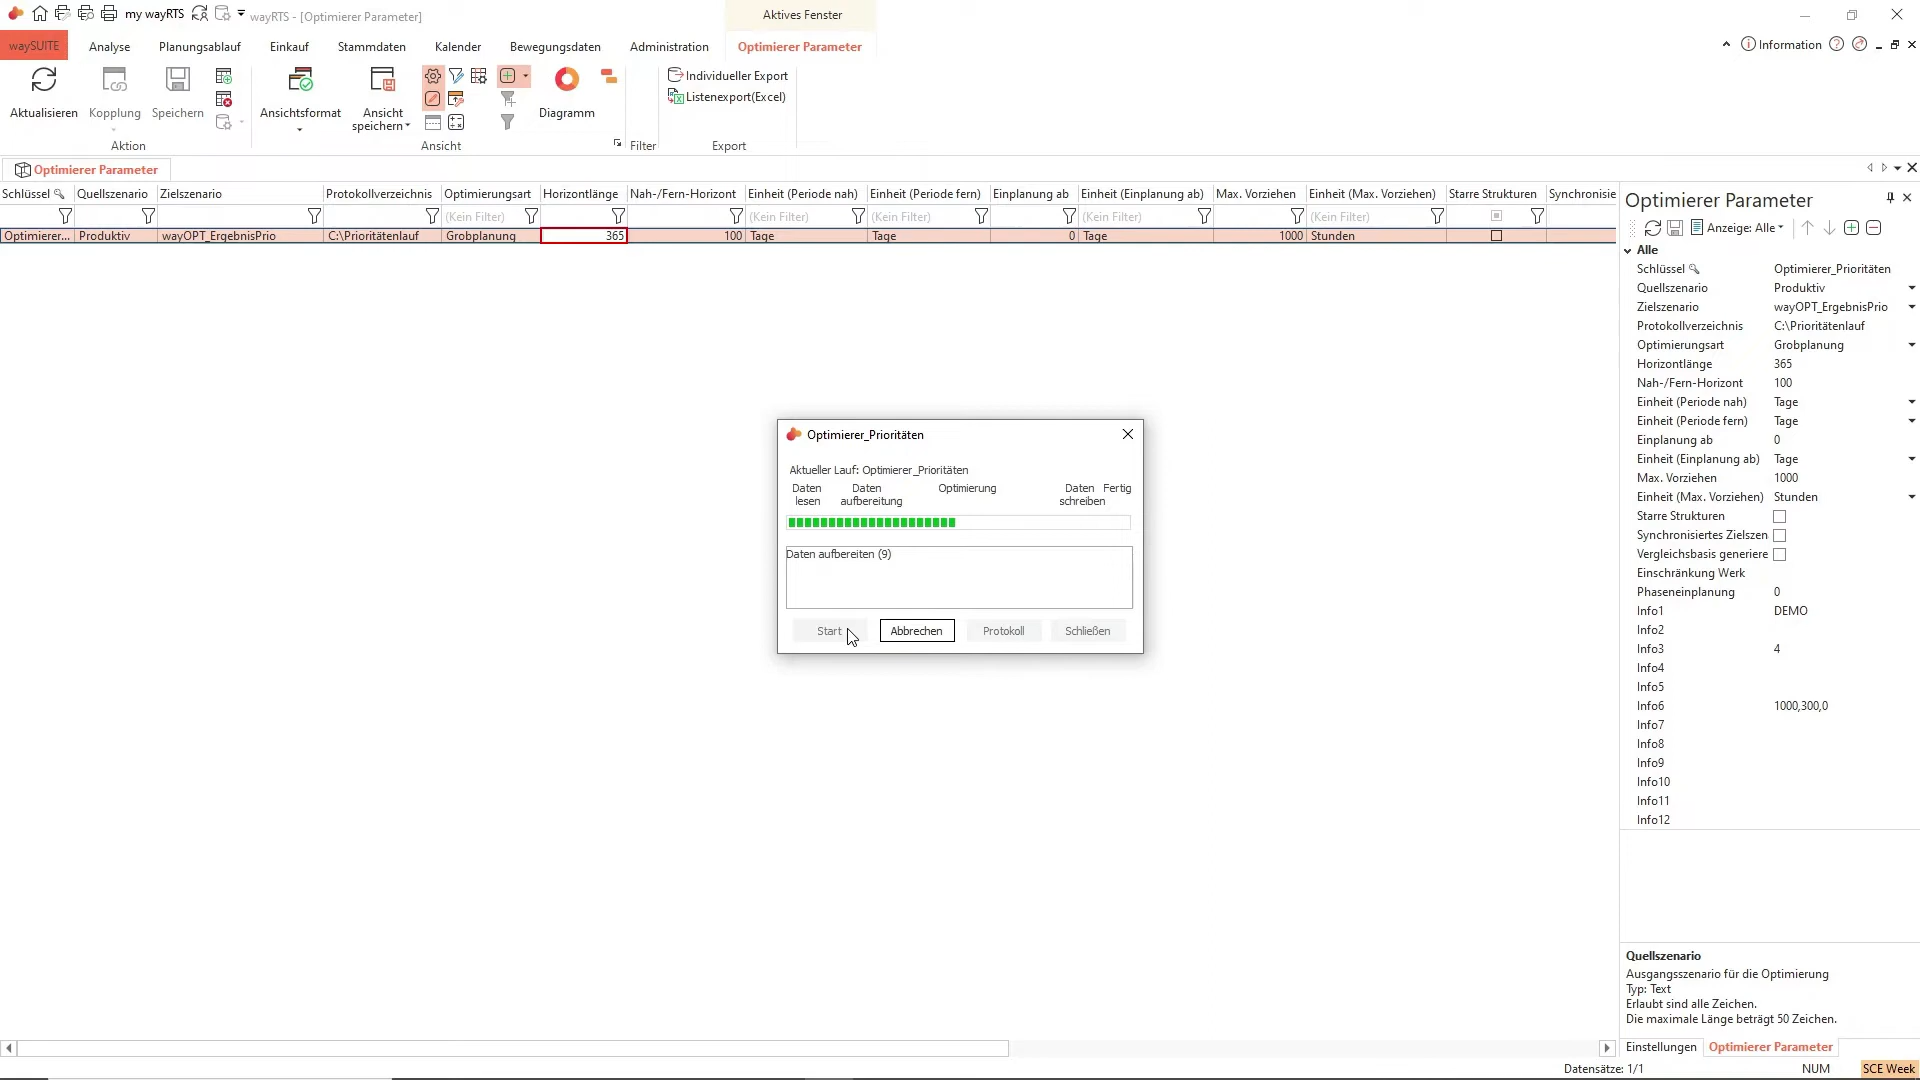 my wayRTS
wayRTS - [Optimierer Parameter]
Aktives Fenster
waySUITE
Analyse
Planungsablauf
Einkauf
Stammdaten
Kalender
Bewegungsdaten
Administration
Optimierer Parameter
Information
Aktualisieren
Kopplung
Speichern
Aktion
Ansichtsformat
Ansicht
speichern
Diagramm
Ansicht
Filter
Individueller Export
Listenexport(Excel)
Export
Optimierer Parameter
Schlüssel Quellszenario Zielszenario Protokollverzeichnis Optimierungsart Horizontlänge Nah-/Fern-Horizont Einheit (Periode nah) Einheit (Periode fern) Einplanung ab Einheit (Einplanung ab) Max. Vorziehen Einheit (Max. Vorziehen) Starre Strukturen Synchronisie
(Kein Filter) (Kein Filter) (Kein Filter) (Kein Filter) (Kein Filter)
Optimierer... Produktiv wayOPT_ErgebnisPrio C:\Prioritätenlauf Grobplanung 365 100 Tage Tage 0 Tage 1000 Stunden
Optimierer_Prioritäten
Aktueller Lauf: Optimierer_Prioritäten
Daten Daten Optimierung Daten Fertig
lesen aufbereitung schreiben
Daten aufbereiten (9)
Start Abbrechen Protokoll Schließen
Optimierer Parameter
Anzeige: Alle
Alle
Schlüssel Optimierer_Prioritäten
Quellszenario Produktiv
Zielszenario wayOPT_ErgebnisPrio
Protokollverzeichnis C:\Prioritätenlauf
Optimierungsart Grobplanung
Horizontlänge 365
Nah-/Fern-Horizont 100
Einheit (Periode nah) Tage
Einheit (Periode fern) Tage
Einplanung ab 0
Einheit (Einplanung ab) Tage
Max. Vorziehen 1000
Einheit (Max. Vorziehen) Stunden
Starre Strukturen
Synchronisiertes Zielszen
Vergleichsbasis generiere
Einschränkung Werk
Phaseneinplanung 0
Info1 DEMO
Info2
Info3 4
Info4
Info5
Info6 1000,300,0
Info7
Info8
Info9
Info10
Info11
Info12
Quellszenario
Ausgangsszenario für die Optimierung
Typ: Text
Erlaubt sind alle Zeichen.
Die maximale Länge beträgt 50 Zeichen.
Einstellungen Optimierer Parameter
Datensätze: 1/1 NUM SCE Week